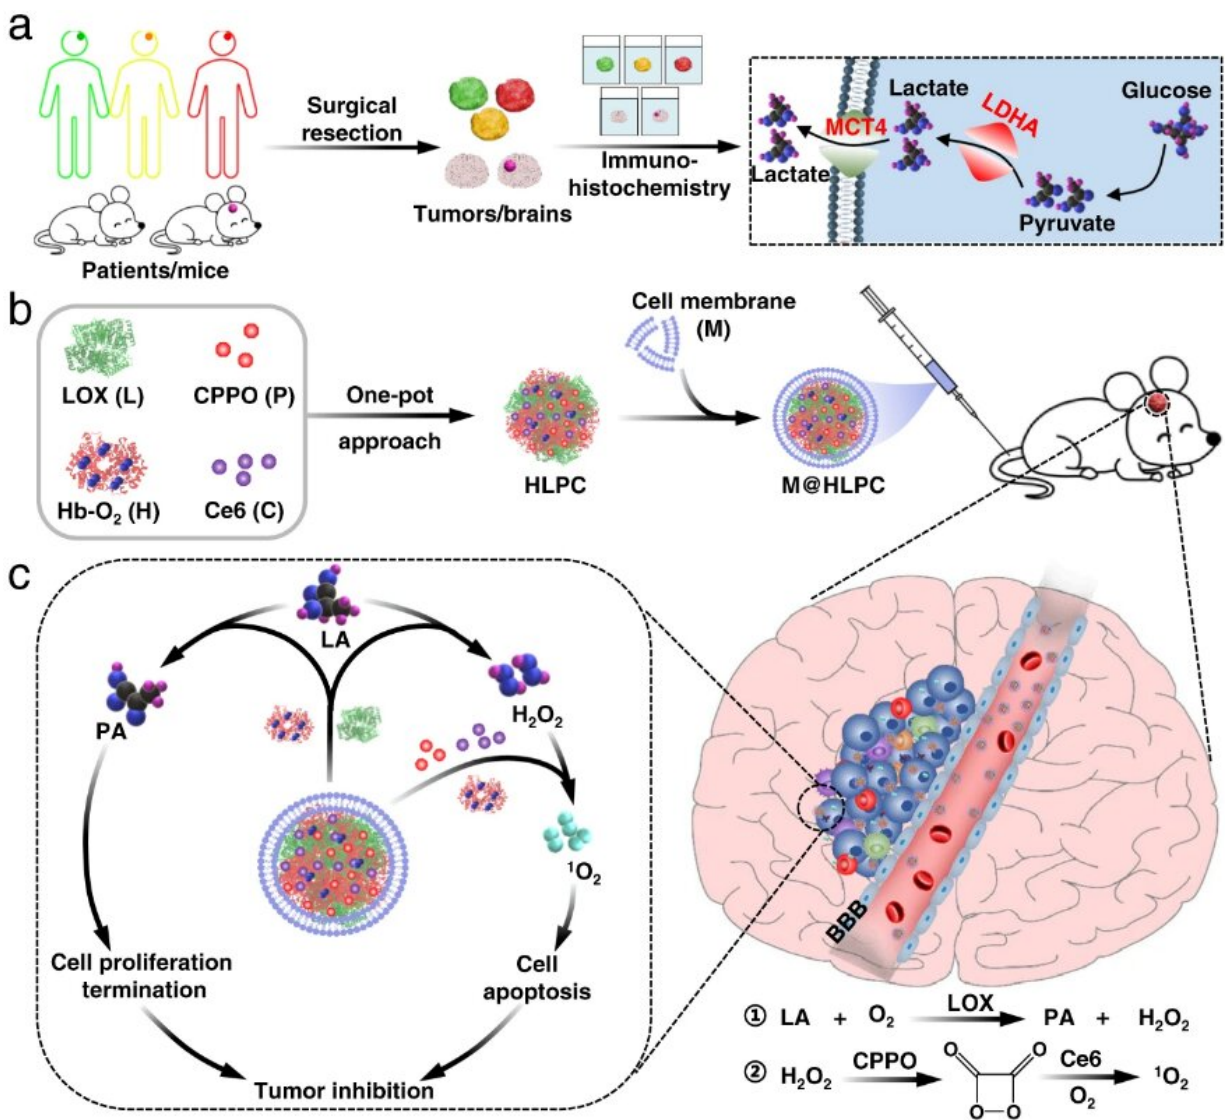 a
Surgical
resection
Patients/mice
Tumors/brains
Immuno-
histochemistry
Lactate
MCT4
Lactate
LDHA
Glucose
Pyruvate
b
LOX (L)
CPPO (P)
Hb-O₂ (H)
Ce6 (C)
One-pot
approach
HLPC
Cell membrane
(M)
M@HLPC
c
LA
PA
H₂O₂
¹O₂
Cell proliferation
termination
Cell
apoptosis
Tumor inhibition
BBB
① LA + O₂ LOX PA + H₂O₂
② H₂O₂ CPPO O O O O Ce6 O₂ ¹O₂